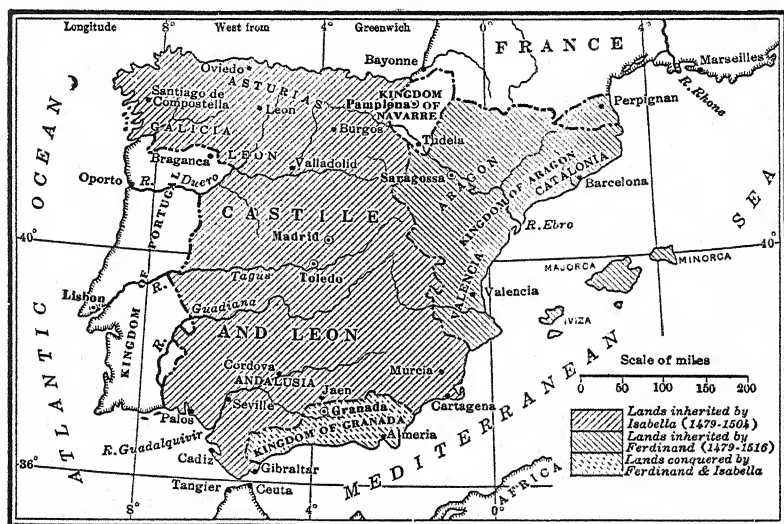 Longitude 8° West from 4° Greenwich 0° 4°
FRANCE
Bayonne
Marseilles
R. Rhone
Oviedo
ASTURIAS
Santiago de
Compostella
Leon
KINGDOM
Pamplona OF
NAVARRE
Perpignan
GALICIA
Burgos
Tudela
Braganca
LEON
Valladolid
Saragossa
ARAGON
KINGDOM OF ARAGON
CATALONIA
Barcelona
Oporto
R. Duero
CASTILE
R. Ebro
40°
40°
Madrid
KINGDOM OF PORTUGAL
MAJORCA
MINORCA
Toledo
R. Tagus
Lisbon
VALENCIA
Valencia
R. Guadiana
IVIZA
AND LEON
Cordova
ANDALUSIA
Murcia
Jaen
Cartagena
Palos
Seville
Granada
KINGDOM OF GRANADA
Almeria
R. Guadalquivir
Cadiz
Gibraltar
36°
Tangier
Ceuta
AFRICA
ATLANTIC OCEAN
MEDITERRANEAN SEA
Scale of miles
0 50 100 150 200
Lands inherited by
Isabella (1479-1504)
Lands inherited by
Ferdinand (1479-1516)
Lands conquered by
Ferdinand & Isabella
8° 4° 0° 4°